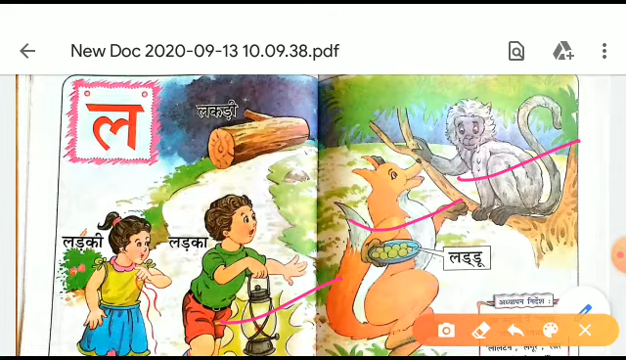 New Doc 2020-09-13 10.09.38.pdf
ल
लकड़ी
लड़की
लड़का
लड्डू
अध्यापन निर्देश :